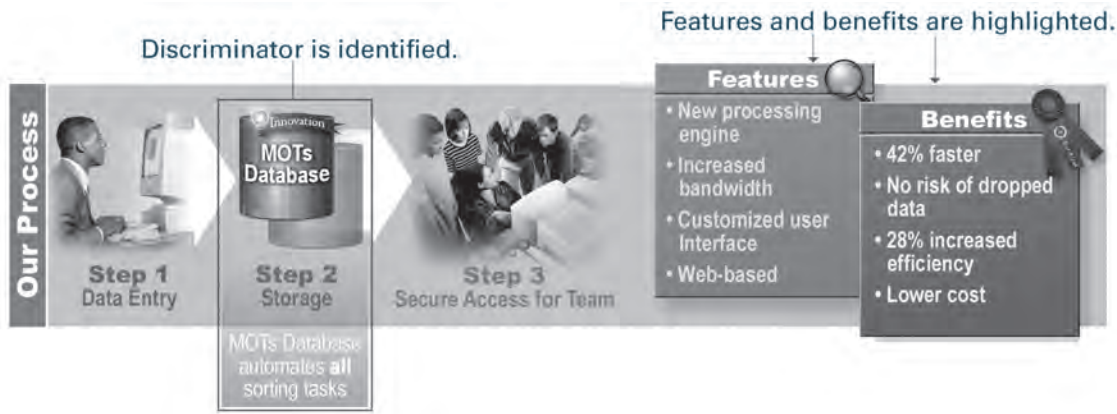 Features and benefits are highlighted.
Discriminator is identified.
Our Process
Innovation
MOTs
Database
Step 1
Data Entry
Step 2
Storage
MOTs Database
automates all
sorting tasks
Step 3
Secure Access for Team
Features
• New processing
engine
• Increased
bandwidth
• Customized user
Interface
• Web-based
Benefits
• 42% faster
• No risk of dropped
data
• 28% increased
efficiency
• Lower cost